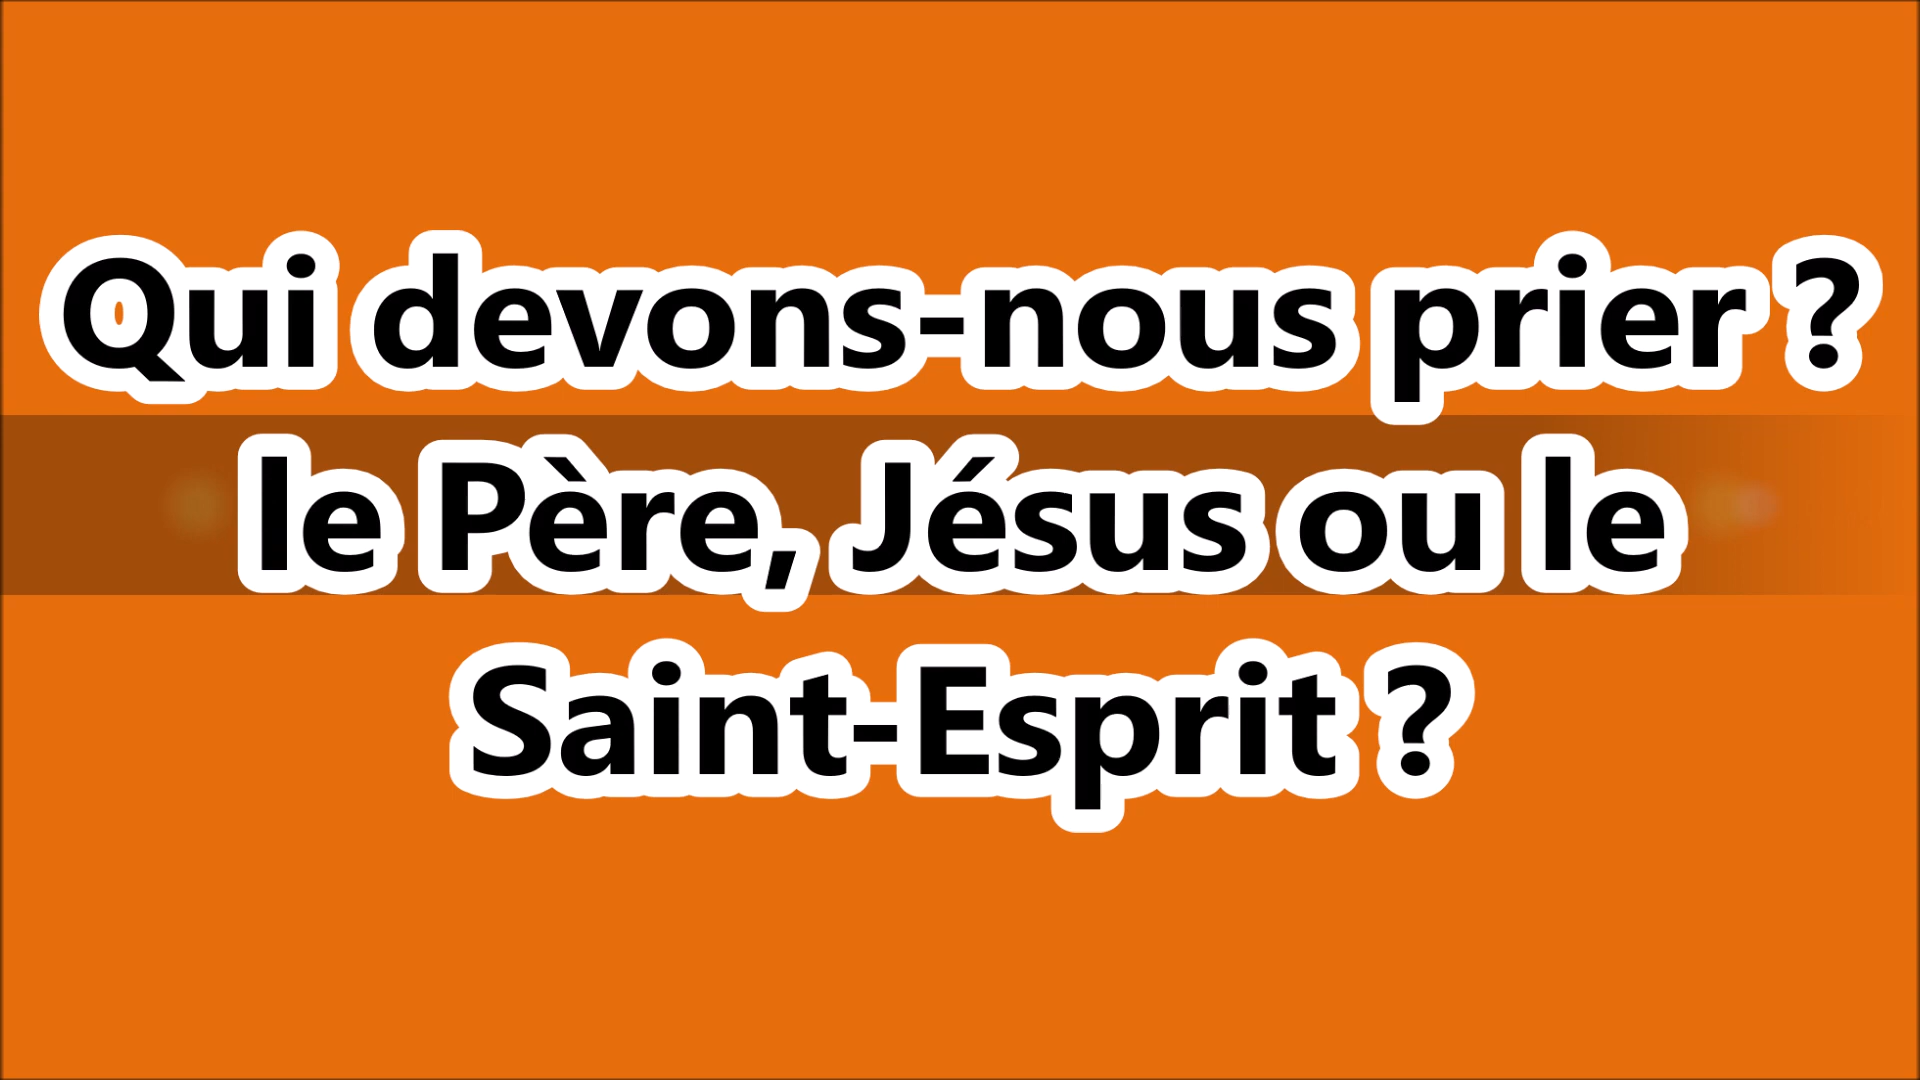 Qui devons-nous prier ?
le Père, Jésus ou le
Saint-Esprit ?